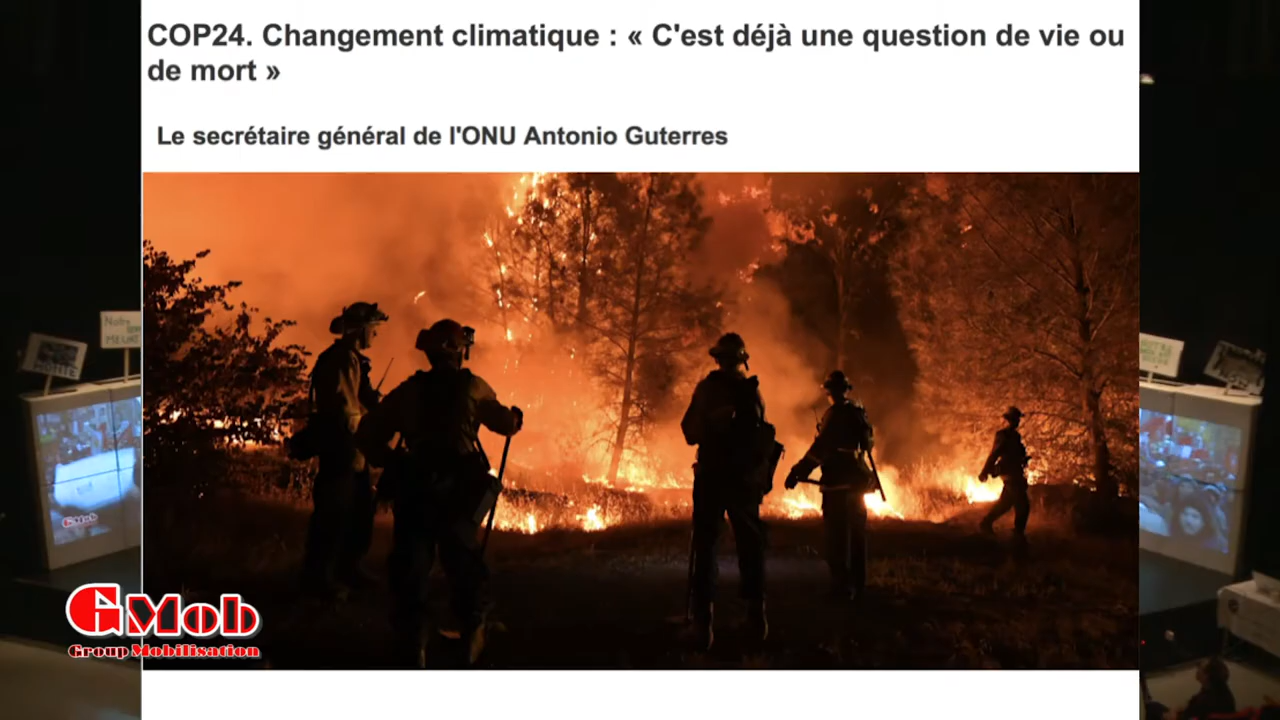 COP24. Changement climatique : « C'est déjà une question de vie ou
de mort »
Le secrétaire général de l'ONU Antonio Guterres
GMob
Group Mobilisation